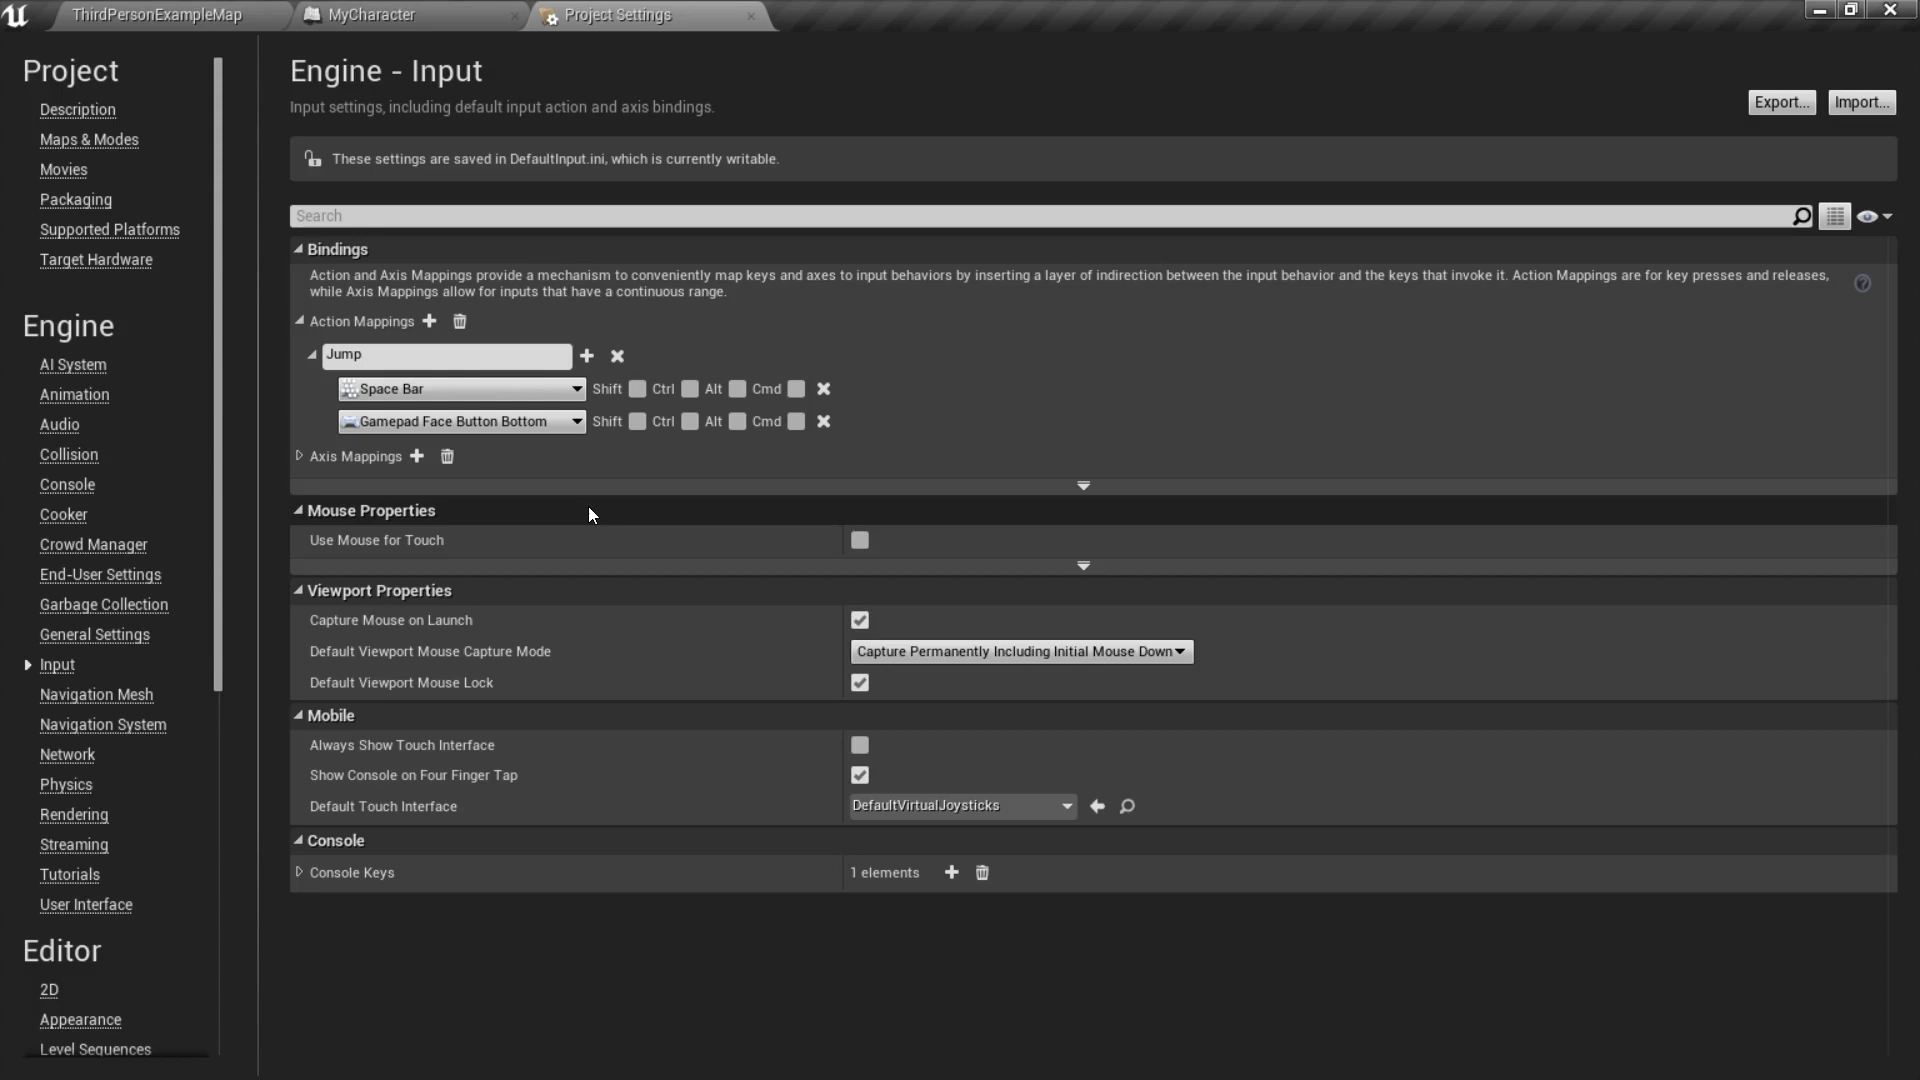 ThirdPersonExampleMap
MyCharacter
Project Settings
Project
Description
Maps & Modes
Movies
Packaging
Supported Platforms
Target Hardware
Engine
AI System
Animation
Audio
Collision
Console
Cooker
Crowd Manager
End-User Settings
Garbage Collection
General Settings
Input
Navigation Mesh
Navigation System
Network
Physics
Rendering
Streaming
Tutorials
User Interface
Editor
2D
Appearance
Level Sequences
Engine - Input
Input settings, including default input action and axis bindings.
Export...
Import...
These settings are saved in DefaultInput.ini, which is currently writable.
Search
Bindings
Action and Axis Mappings provide a mechanism to conveniently map keys and axes to input behaviors by inserting a layer of indirection between the input behavior and the keys that invoke it. Action Mappings are for key presses and releases,
while Axis Mappings allow for inputs that have a continuous range.
Action Mappings
Jump
Space Bar Shift Ctrl Alt Cmd
Gamepad Face Button Bottom Shift Ctrl Alt Cmd
Axis Mappings
Mouse Properties
Use Mouse for Touch
Viewport Properties
Capture Mouse on Launch
Default Viewport Mouse Capture Mode Capture Permanently Including Initial Mouse Down
Default Viewport Mouse Lock
Mobile
Always Show Touch Interface
Show Console on Four Finger Tap
Default Touch Interface DefaultVirtualJoysticks
Console
Console Keys 1 elements